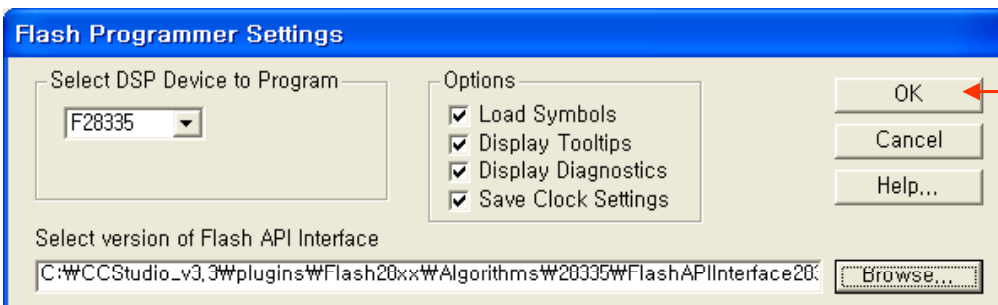 Flash Programmer Settings
Select DSP Device to Program
F28335
Options
Load Symbols
Display Tooltips
Display Diagnostics
Save Clock Settings
OK
Cancel
Help...
Select version of Flash API Interface
C:₩CCStudio_v3,3₩plugins₩Flash28xx₩Algorithms₩28335₩FlashAPIInterface28:
Browse...